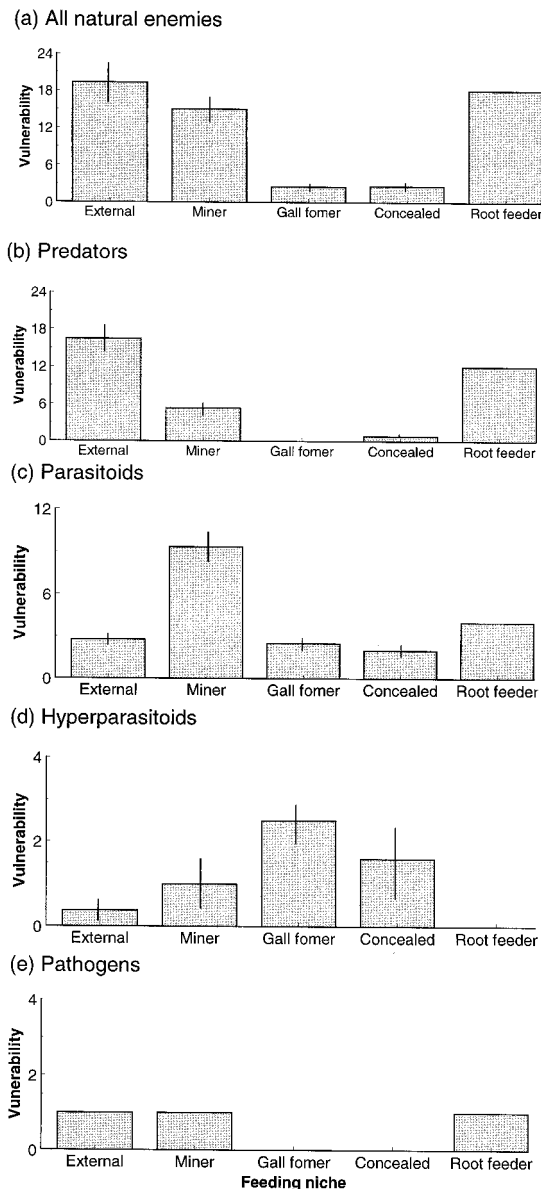 (a) All natural enemies
24
18
12
6
0
Vulnerability
External Miner Gall fomer Concealed Root feeder
(b) Predators
24
18
12
6
0
Vunerability
External Miner Gall fomer Concealed Root feeder
(c) Parasitoids
12
6
0
Vulnerability
External Miner Gall fomer Concealed Root feeder
(d) Hyperparasitoids
4
2
0
Vulnerability
External Miner Gall fomer Concealed Root feeder
(e) Pathogens
4
2
0
Vunerability
External Miner Gall fomer Concealed Root feeder
Feeding niche